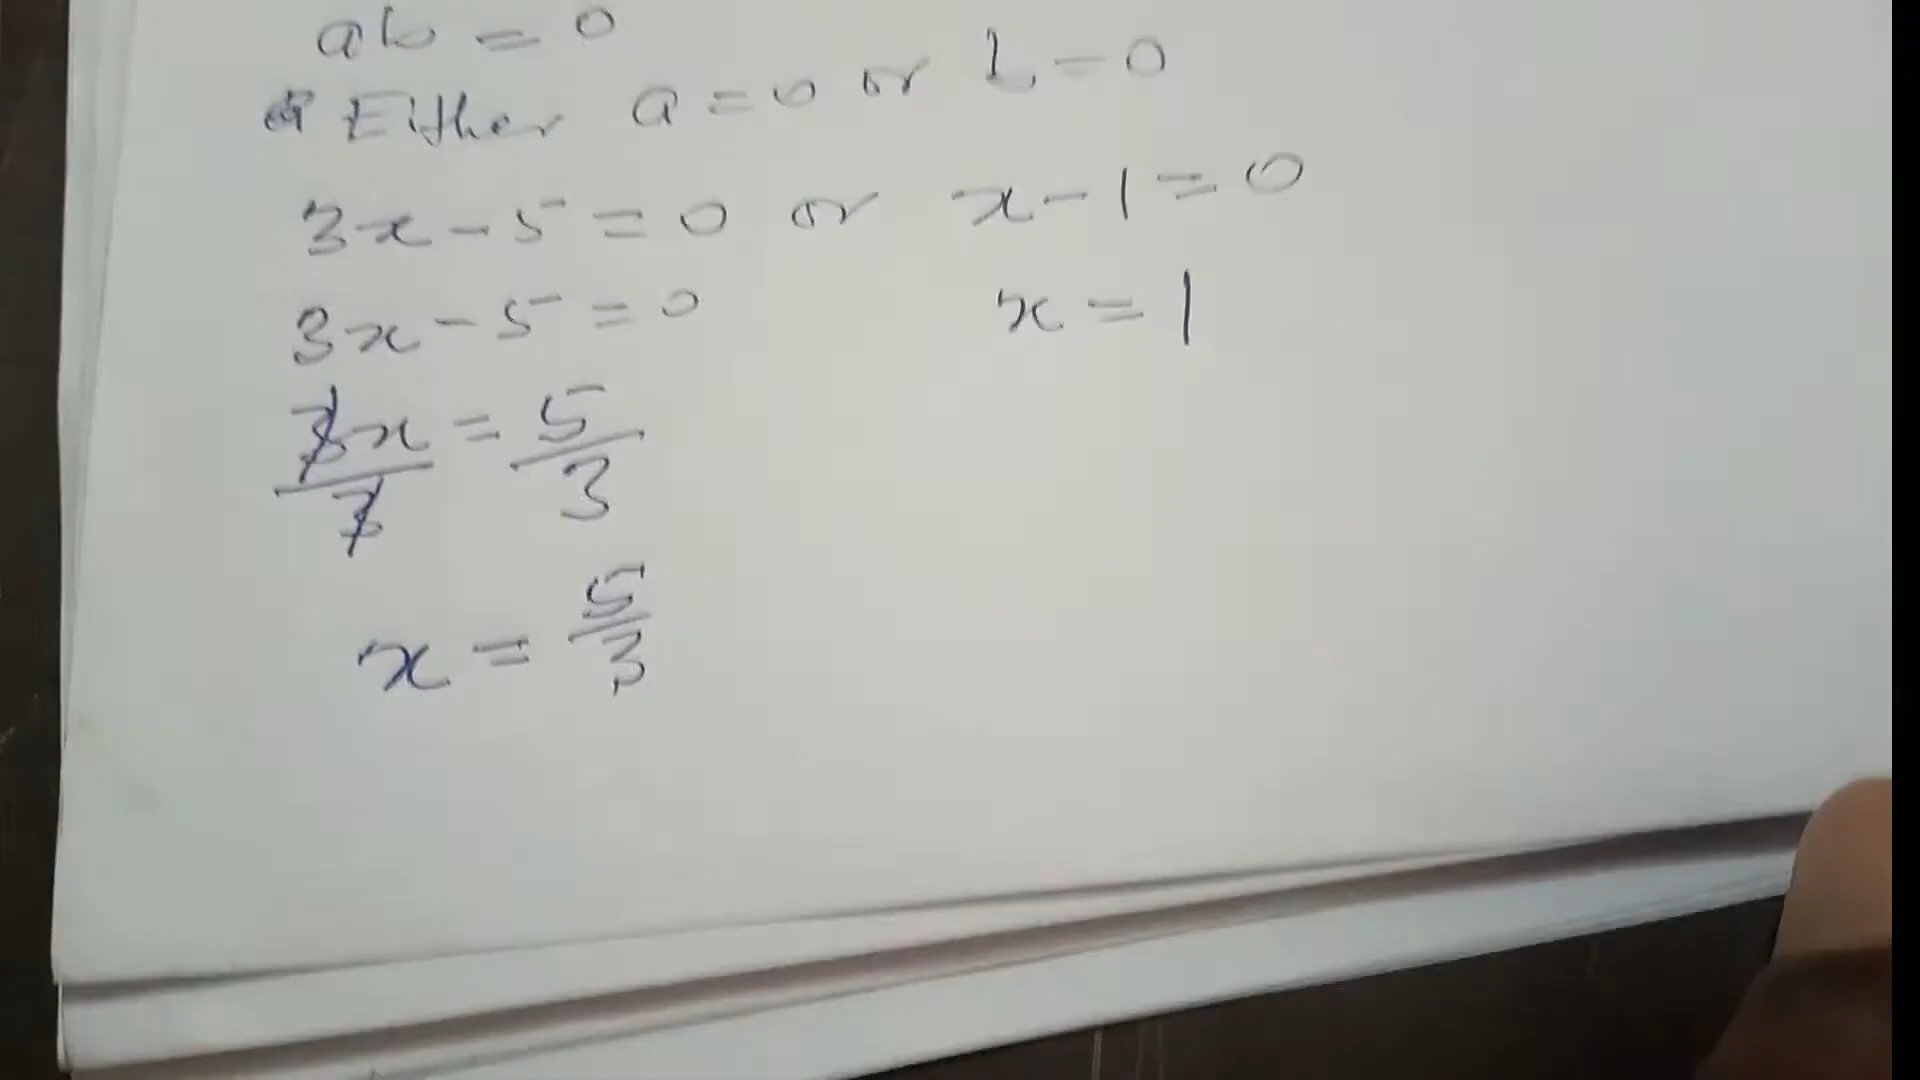 ab = 0
Either a = 0 or b = 0
3x - 5 = 0 or x - 1 = 0
3x - 5 = 0 x = 1
3x/3 = 5/3
x = 5/3